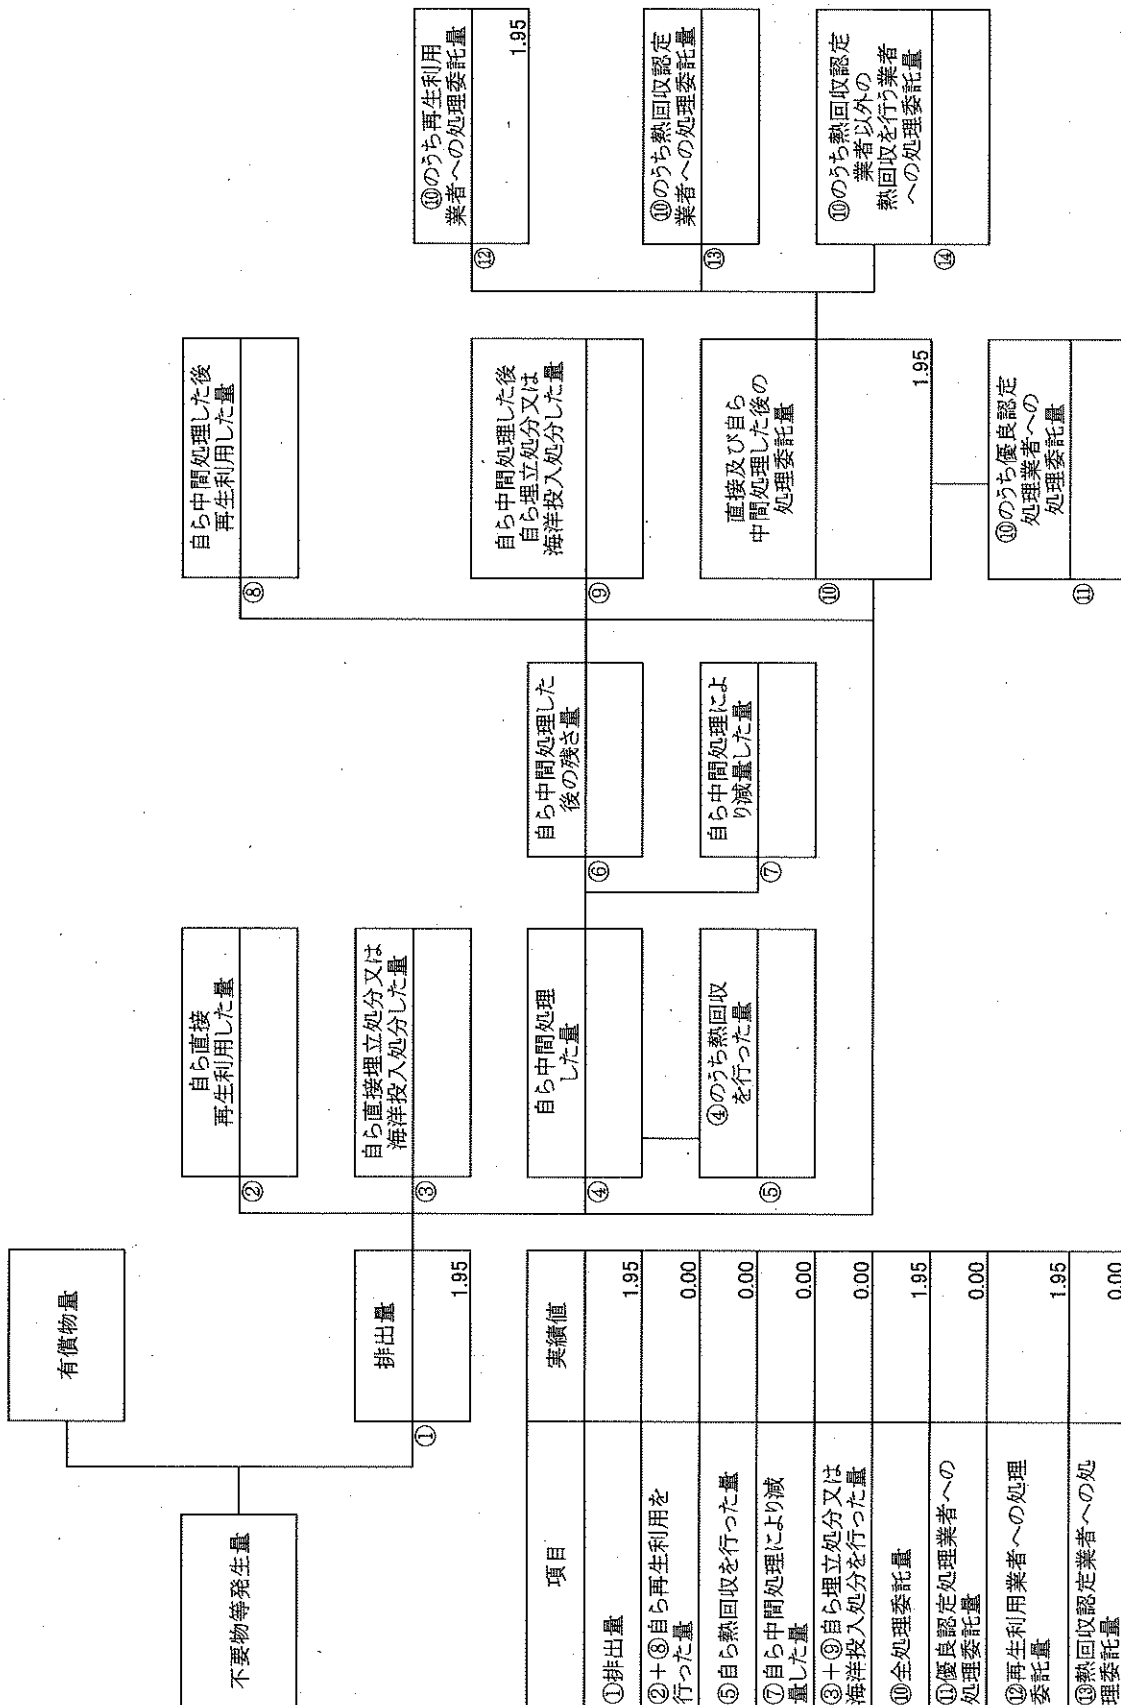 不要物等発生量
有償物量
排出量
①
1.95
②
自ら直接
再生利用した量
③
自ら直接埋立処分又は
海洋投入処分した量
④
自ら中間処理
した量
⑤
④のうち熱回収
を行った量
⑥
自ら中間処理した
後の残さ量
⑦
自ら中間処理によ
り減量した量
⑧
自ら中間処理した後
再生利用した量
⑨
自ら中間処理した後
自ら埋立処分又は
海洋投入処分した量
⑩
直接及び自ら
中間処理した後の
処理委託量
1.95
⑪
⑩のうち優良認定
処理業者への
処理委託量
⑫
⑩のうち再生利用
業者への処理委託量
1.95
⑬
⑩のうち熱回収認定
業者への処理委託量
⑭
⑩のうち熱回収認定
業者以外の
熱回収を行う業者
への処理委託量
項目 実績値
①排出量 1.95
②+⑧自ら再生利用を
行った量 0.00
⑤自ら熱回収を行った量 0.00
⑦自ら中間処理により減
量した量 0.00
③+⑨自ら埋立処分又は
海洋投入処分を行った量 0.00
⑩全処理委託量 1.95
⑪優良認定処理業者への
処理委託量 0.00
⑫再生利用業者への処理
委託量 1.95
⑬熱回収認定業者への処
理委託量 0.00